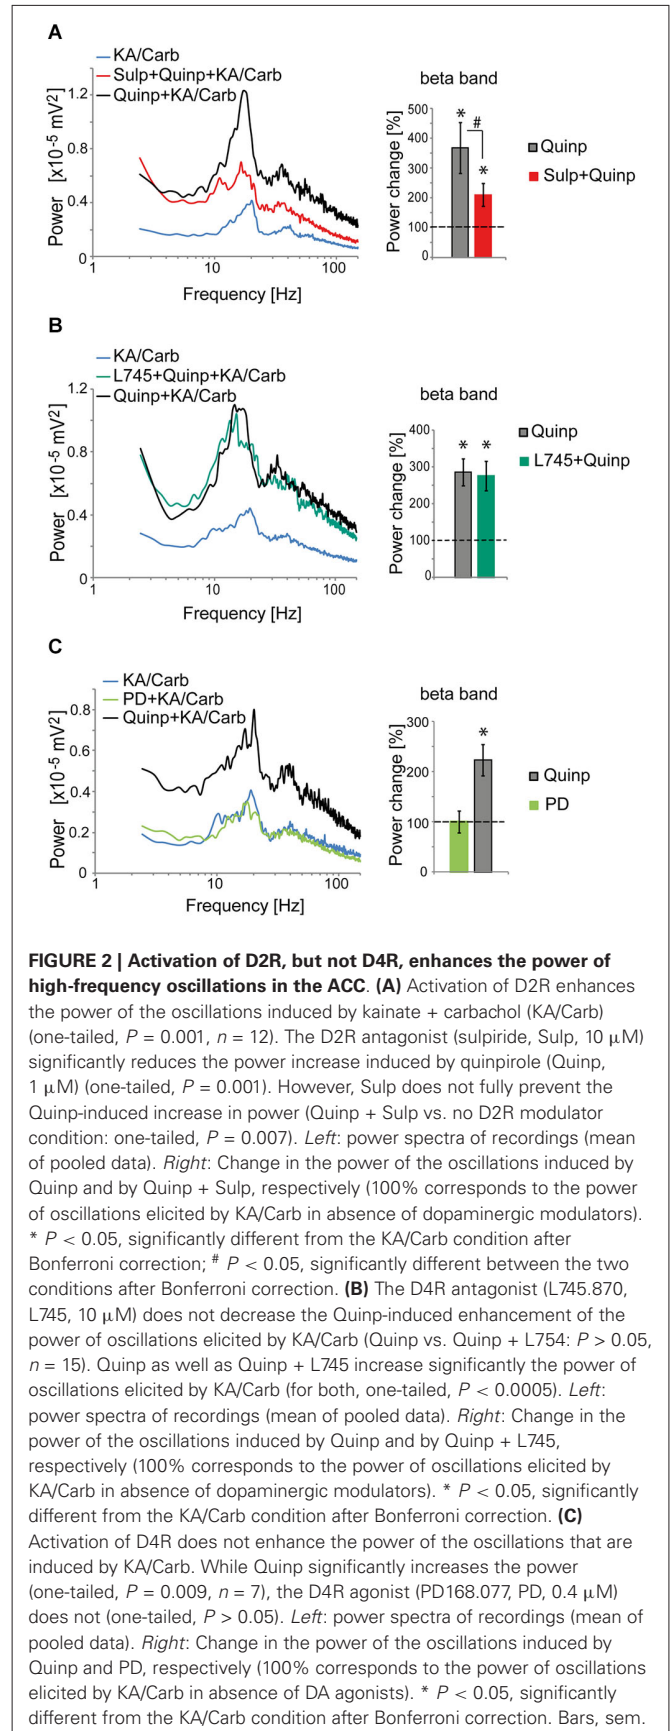 A
KA/Carb
Sulp+Quinp+KA/Carb
Quinp+KA/Carb
Power [x10-5 mV2]
1.2
0.8
0.4
0
1
10
100
Frequency [Hz]
beta band
Power change [%]
500
400
300
200
100
0
*
#
*
Quinp
Sulp+Quinp
B
KA/Carb
L745+Quinp+KA/Carb
Quinp+KA/Carb
Power [x10-5 mV2]
1.2
0.8
0.4
0
1
10
100
Frequency [Hz]
beta band
Power change [%]
400
300
200
100
0
* *
Quinp
L745+Quinp
C
KA/Carb
PD+KA/Carb
Quinp+KA/Carb
Power [x10-5 mV2]
0.8
0.6
0.4
0.2
0
1
10
100
Frequency [Hz]
beta band
Power change [%]
300
200
100
0
*
Quinp
PD
FIGURE 2 | Activation of D2R, but not D4R, enhances the power of
high-frequency oscillations in the ACC. (A) Activation of D2R enhances
the power of the oscillations induced by kainate + carbachol (KA/Carb)
(one-tailed, P = 0.001, n = 12). The D2R antagonist (sulpiride, Sulp, 10 μM)
significantly reduces the power increase induced by quinpirole (Quinp,
1 μM) (one-tailed, P = 0.001). However, Sulp does not fully prevent the
Quinp-induced increase in power (Quinp + Sulp vs. no D2R modulator
condition: one-tailed, P = 0.007). Left: power spectra of recordings (mean
of pooled data). Right: Change in the power of the oscillations induced by
Quinp and by Quinp + Sulp, respectively (100% corresponds to the power
of oscillations elicited by KA/Carb in absence of dopaminergic modulators).
* P < 0.05, significantly different from the KA/Carb condition after
Bonferroni correction; # P < 0.05, significantly different between the two
conditions after Bonferroni correction. (B) The D4R antagonist (L745.870,
L745, 10 μM) does not decrease the Quinp-induced enhancement of the
power of oscillations elicited by KA/Carb (Quinp vs. Quinp + L754: P > 0.05,
n = 15). Quinp as well as Quinp + L745 increase significantly the power of
oscillations elicited by KA/Carb (for both, one-tailed, P < 0.0005). Left:
power spectra of recordings (mean of pooled data). Right: Change in the
power of the oscillations induced by Quinp and by Quinp + L745,
respectively (100% corresponds to the power of oscillations elicited by
KA/Carb in absence of dopaminergic modulators). * P < 0.05, significantly
different from the KA/Carb condition after Bonferroni correction. (C)
Activation of D4R does not enhance the power of the oscillations that are
induced by KA/Carb. While Quinp significantly increases the power
(one-tailed, P = 0.009, n = 7), the D4R agonist (PD168.077, PD, 0.4 μM)
does not (one-tailed, P > 0.05). Left: power spectra of recordings (mean of
pooled data). Right: Change in the power of the oscillations induced by
Quinp and PD, respectively (100% corresponds to the power of oscillations
elicited by KA/Carb in absence of DA agonists). * P < 0.05, significantly
different from the KA/Carb condition after Bonferroni correction. Bars, sem.